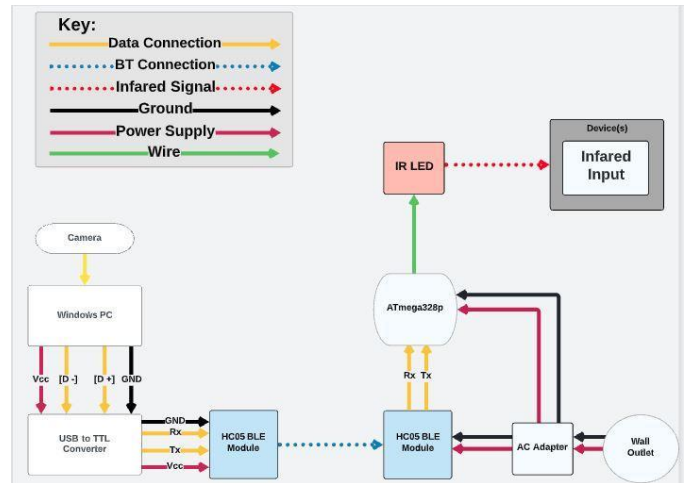 Key:
Data Connection
BT Connection
Infared Signal
Ground
Power Supply
Wire
Device(s)
Infared
Input
IR LED
Camera
Windows PC
ATmega328p
Vcc
[D -]
[D +]
GND
Rx
Tx
USB to TTL
Converter
GND
Rx
Tx
Vcc
HC05 BLE
Module
HC05 BLE
Module
AC Adapter
Wall
Outlet